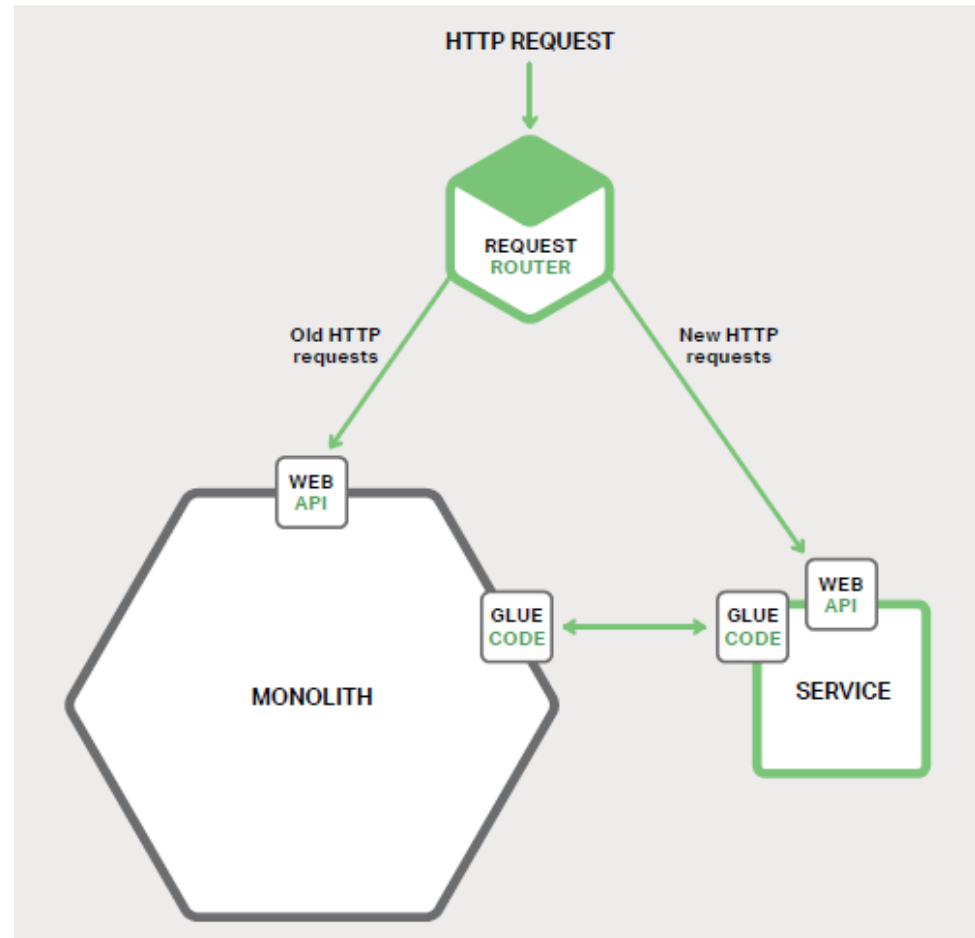 HTTP REQUEST
REQUEST
ROUTER
Old HTTP
requests
New HTTP
requests
WEB
API
WEB
API
GLUE
CODE
GLUE
CODE
MONOLITH
SERVICE